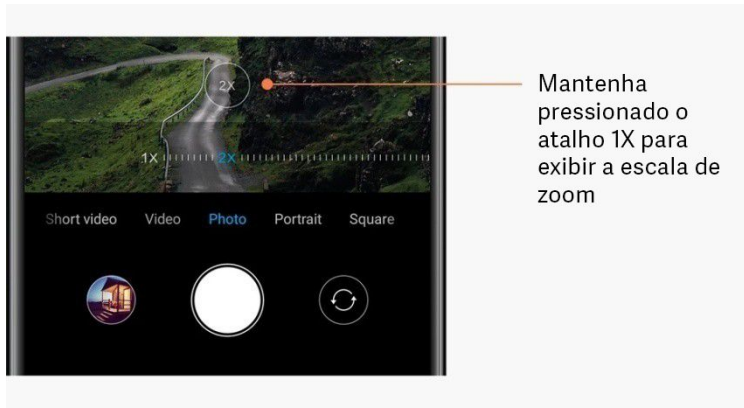 2X
1X 2X
Short video Video Photo Portrait Square
Mantenha
pressionado o
atalho 1X para
exibir a escala de
zoom